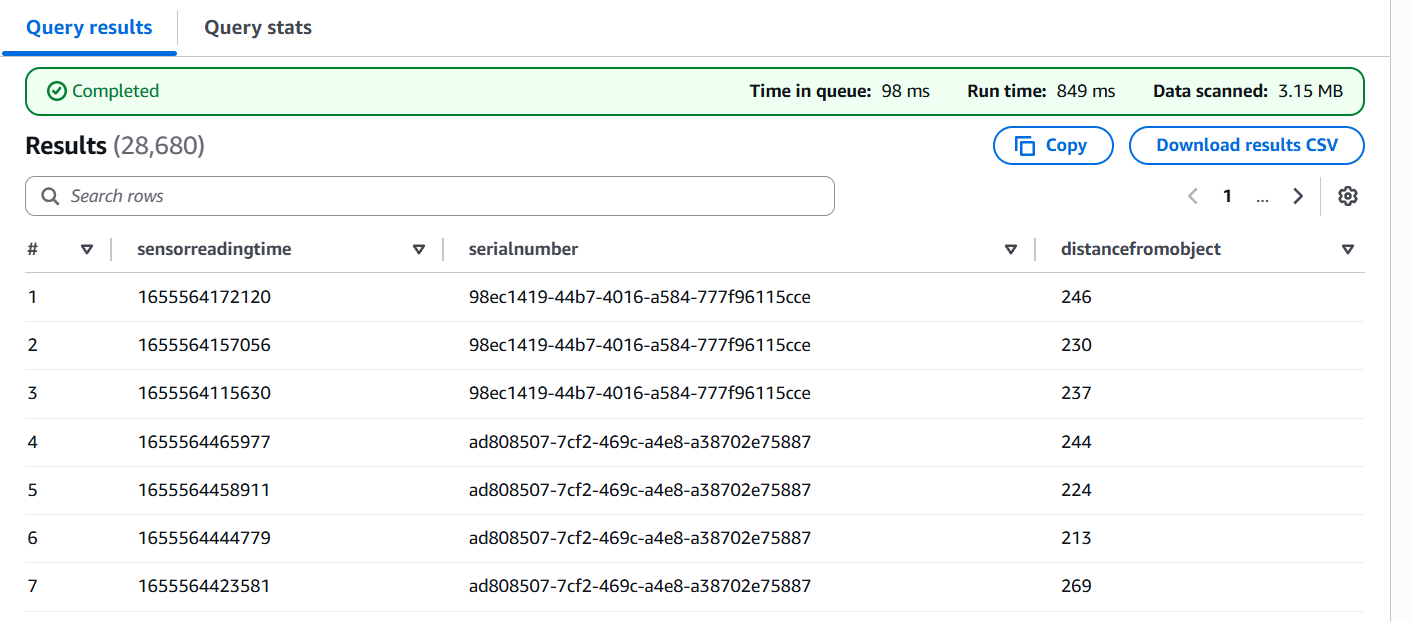 Query results Query stats
Completed Time in queue: 98 ms Run time: 849 ms Data scanned: 3.15 MB
Results (28,680) Copy Download results CSV
Search rows 1 ...
# sensorreadingtime serialnumber distancefromobject
1 1655564172120 98ec1419-44b7-4016-a584-777f96115cce 246
2 1655564157056 98ec1419-44b7-4016-a584-777f96115cce 230
3 1655564115630 98ec1419-44b7-4016-a584-777f96115cce 237
4 1655564465977 ad808507-7cf2-469c-a4e8-a38702e75887 244
5 1655564458911 ad808507-7cf2-469c-a4e8-a38702e75887 224
6 1655564444779 ad808507-7cf2-469c-a4e8-a38702e75887 213
7 1655564423581 ad808507-7cf2-469c-a4e8-a38702e75887 269